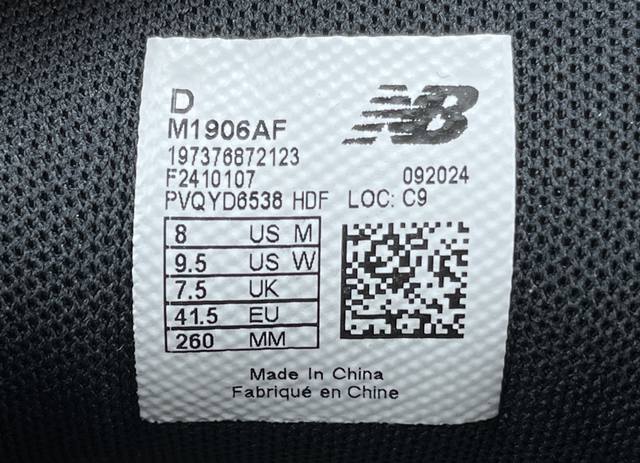 D
M1906AF
NB
197376872123
F2410107 092024
PVQYD6538 HDF LOC: C9
8 US M
9.5 US W
7.5 UK
41.5 EU
260 MM
Made In China
Fabriqué en Chine